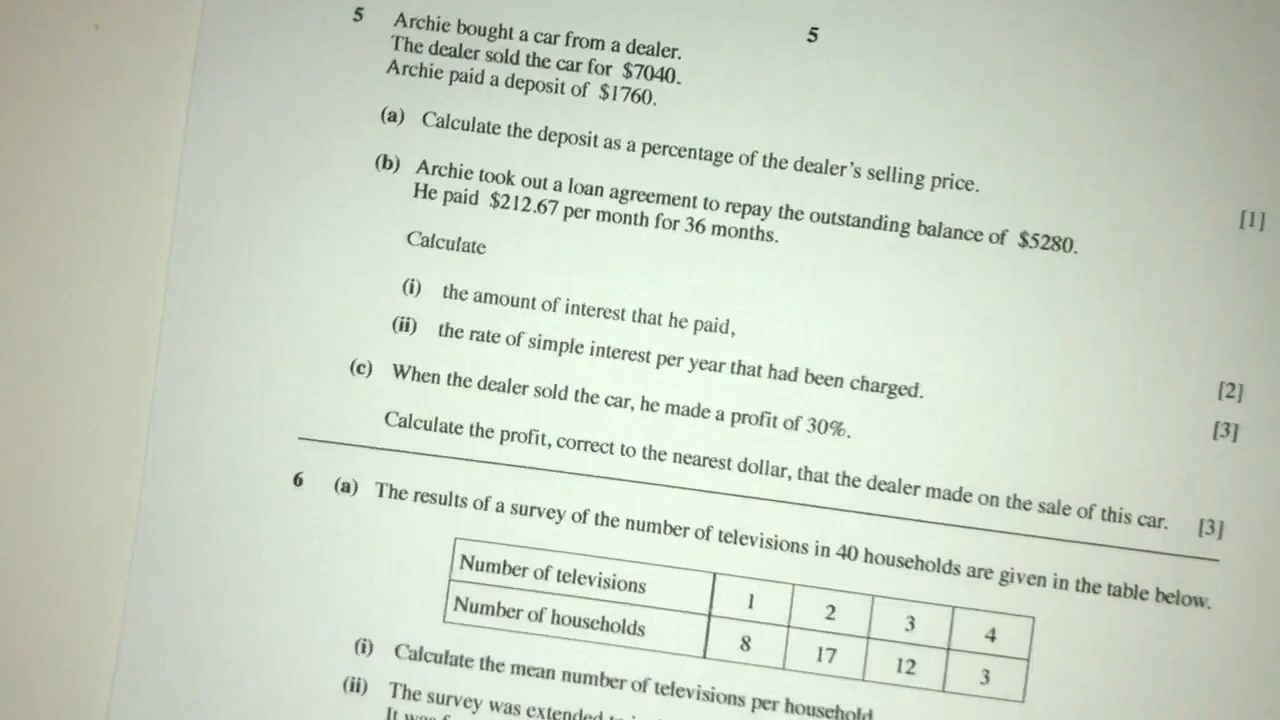 5
5 Archie bought a car from a dealer.
The dealer sold the car for $7040.
Archie paid a deposit of $1760.
(a) Calculate the deposit as a percentage of the dealer's selling price. [1]
(b) Archie took out a loan agreement to repay the outstanding balance of $5280.
He paid $212.67 per month for 36 months.
Calculate
(i) the amount of interest that he paid, [2]
(ii) the rate of simple interest per year that had been charged. [3]
(c) When the dealer sold the car, he made a profit of 30%.
Calculate the profit, correct to the nearest dollar, that the dealer made on the sale of this car. [3]
6 (a) The results of a survey of the number of televisions in 40 households are given in the table below.
Number of televisions 1 2 3 4
Number of households 8 17 12 3
(i) Calculate the mean number of televisions per household
(ii) The survey was extended
It was